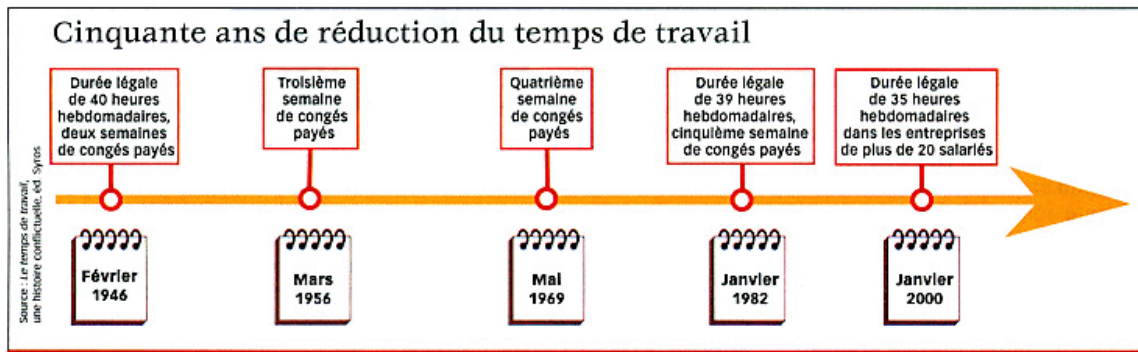 Cinquante ans de réduction du temps de travail
Durée légale
de 40 heures
hebdomadaires,
deux semaines
de congés payés
Troisième
semaine
de congés
payés
Quatrième
semaine
de congés
payés
Durée légale
de 39 heures
hebdomadaires,
cinquième semaine
de congés payés
Durée légale
de 35 heures
hebdomadaires
dans les entreprises
de plus de 20 salariés
Février
1946
Mars
1956
Mai
1969
Janvier
1982
Janvier
2000
Source : Le temps de travail,
une histoire conflictuelle, éd. Syros